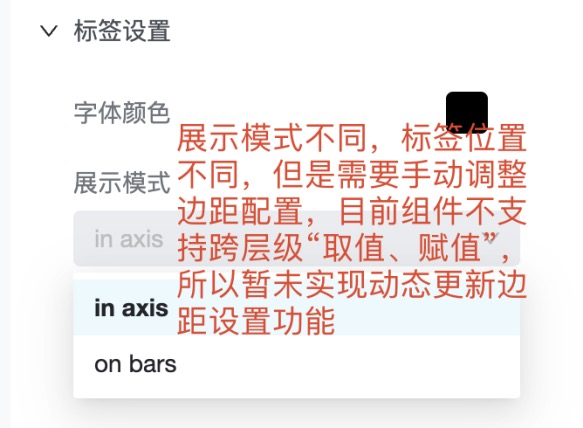 标签设置
字体颜色
展示模式不同，标签位置
不同，但是需要手动调整
边距配置，目前组件不支
持跨层级“取值、赋值”，
所以暂未实现动态更新边
距设置功能
展示模式
in axis
in axis
on bars